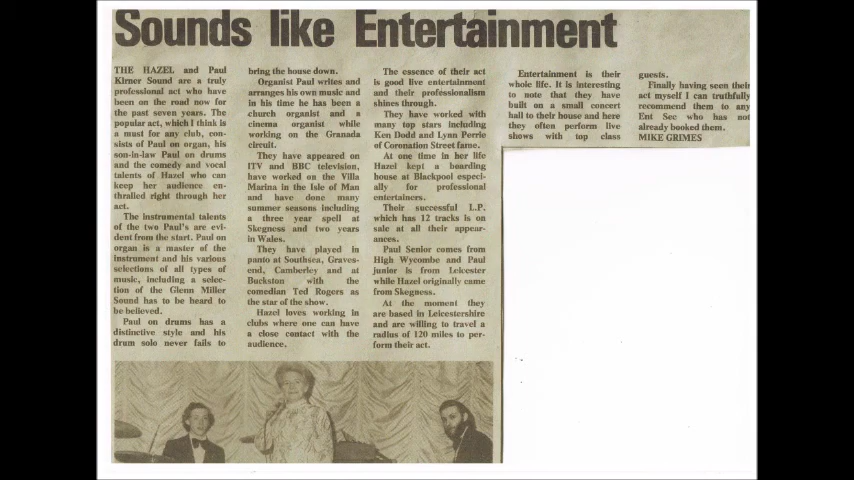 Sounds like Entertainment
THE HAZEL and Paul
Kirner Sound are a truly
professional act who have
been on the road now for
the past seven years. The
popular act, which I think is
a must for any club, con-
sists of Paul on organ, his
son-in-law Paul on drums
and the comedy and vocal
talents of Hazel who can
keep her audience en-
thralled right through her
act.
The instrumental talents
of the two Paul's are evi-
dent from the start. Paul on
organ is a master of the
instrument and his various
selections of all types of
music, including a selec-
tion of the Glenn Miller
Sound has to be heard to
be believed.
Paul on drums has a
distinctive style and his
drum solo never fails to
bring the house down.
Organist Paul writes and
arranges his own music and
in his time he has been a
church organist and a
cinema organist while
working on the Granada
circuit.
They have appeared on
ITV and BBC television,
have worked on the Villa
Marina in the Isle of Man
and have done many
summer seasons including
a three year spell at
Skegness and two years
in Wales.
They have played in
panto at Southsea, Graves-
end, Camberley and at
Buckston with the
comedian Ted Rogers as
the star of the show.
Hazel loves working in
clubs where one can have
a close contact with the
audience.
The essence of their act
is good live entertainment
and their professionalism
shines through.
They have worked with
many top stars including
Ken Dodd and Lynn Perrie
of Coronation Street fame.
At one time in her life
Hazel kept a boarding
house at Blackpool especi-
ally for professional
entertainers.
Their successful L.P.
which has 12 tracks is on
sale at all their appear-
ances.
Paul Senior comes from
High Wycombe and Paul
junior is from Leicester
while Hazel originally came
from Skegness.
At the moment they
are based in Leicestershire
and are willing to travel a
radius of 120 miles to per-
form their act.
Entertainment is their
whole life. It is interesting
to note that they have
built on a small concert
hall to their house and here
they often perform live
shows with top class
guests.
Finally having seen their
act myself I can truthfully
recommend them to any
Ent Sec who has not
already booked them.
MIKE GRIMES